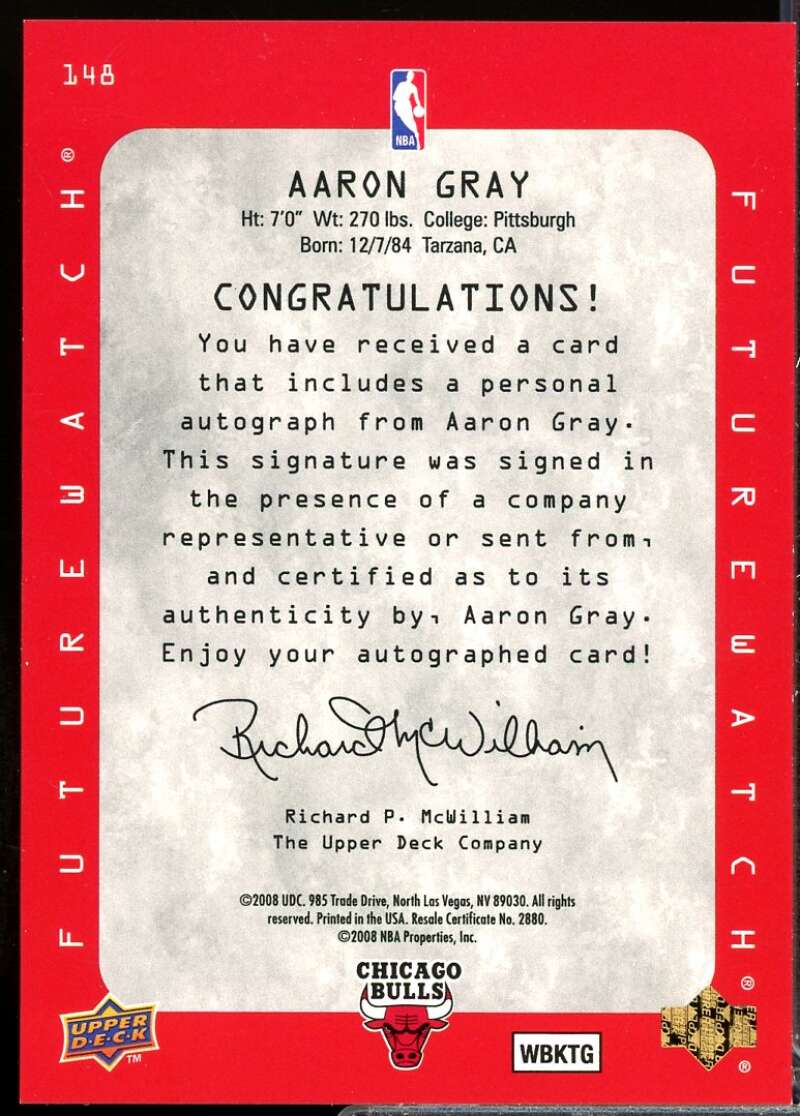 148
NBA
AARON GRAY
Ht: 7'0" Wt: 270 lbs. College: Pittsburgh
Born: 12/7/84 Tarzana, CA
CONGRATULATIONS!
You have received a card
that includes a personal
autograph from Aaron Gray.
This signature was signed in
the presence of a company
representative or sent from,
and certified as to its
authenticity by, Aaron Gray.
Enjoy your autographed card!
Richard McWilliam
Richard P. McWilliam
The Upper Deck Company
©2008 UDC. 985 Trade Drive, North Las Vegas, NV 89030. All rights
reserved. Printed in the USA. Resale Certificate No. 2880.
©2008 NBA Properties, Inc.
FUTUREWATCH®
FUTUREWATCH®
UPPER
D·E·C·K
TM
CHICAGO
BULLS
WBKTG
®